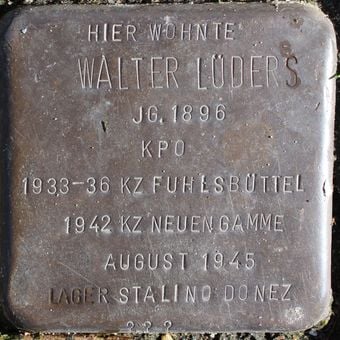 HIER WOHNTE
WALTER LÜDERS
JG. 1896
KPO
1933-36 KZ FUHLSBÜTTEL
1942 KZ NEUENGAMME
AUGUST 1945
LAGER STALINO DONEZ
? ? ?